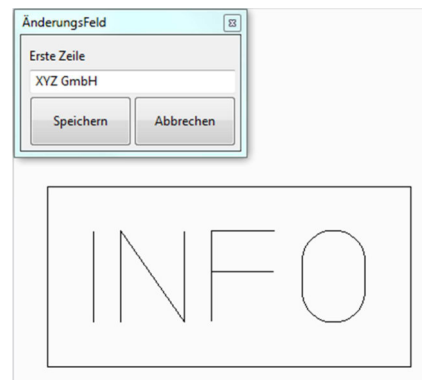 ÄnderungsFeld
Erste Zeile
XYZ GmbH
Speichern Abbrechen
INFO